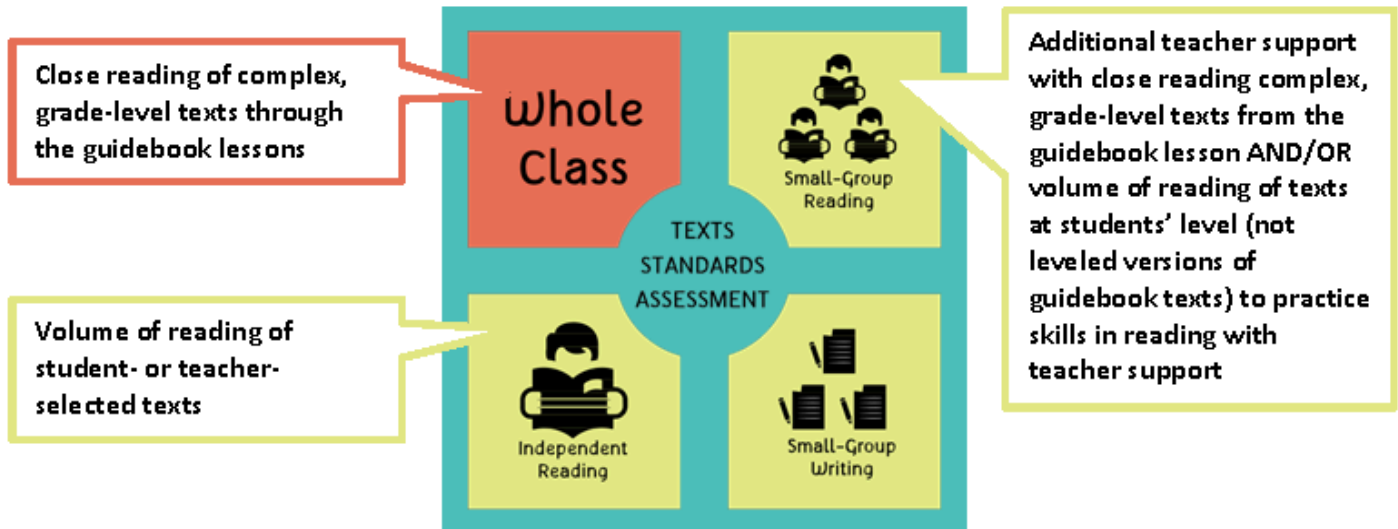 Close reading of complex,
grade-level texts through
the guidebook lessons
Whole
Class
Small-Group
Reading
Additional teacher support
with close reading complex,
grade-level texts from the
guidebook lesson AND/OR
volume of reading of texts
at students’ level (not
leveled versions of
guidebook texts) to practice
skills in reading with
teacher support
TEXTS
STANDARDS
ASSESSMENT
Volume of reading of
student- or teacher-
selected texts
Independent
Reading
Small-Group
Writing